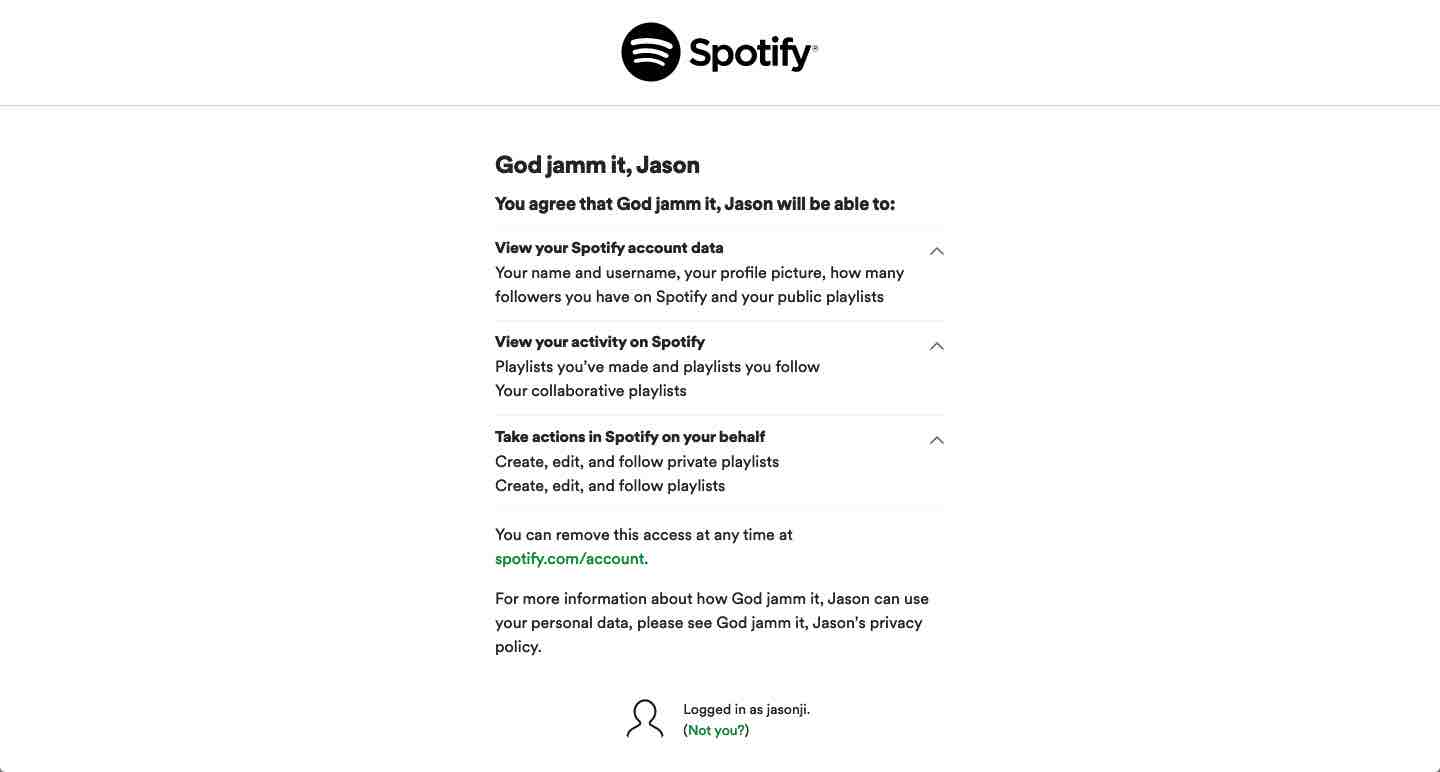 Spotify®
God jamm it, Jason
You agree that God jamm it, Jason will be able to:
View your Spotify account data
Your name and username, your profile picture, how many
followers you have on Spotify and your public playlists
View your activity on Spotify
Playlists you've made and playlists you follow
Your collaborative playlists
Take actions in Spotify on your behalf
Create, edit, and follow private playlists
Create, edit, and follow playlists
You can remove this access at any time at
spotify.com/account.
For more information about how God jamm it, Jason can use
your personal data, please see God jamm it, Jason's privacy
policy.
Logged in as jasonji.
(Not you?)